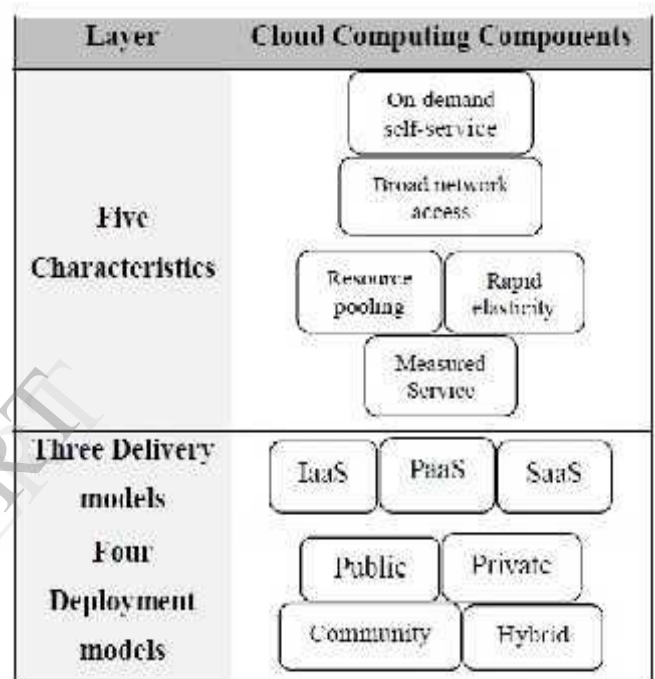 Layer Cloud Computing Components
On demand
self-service
Broad network
access
Five
Characteristics
Resource
pooling
Rapid
elasticity
Measured
Service
Three Delivery
models
IaaS PaaS SaaS
Four
Deployment
models
Public Private
Community Hybrid